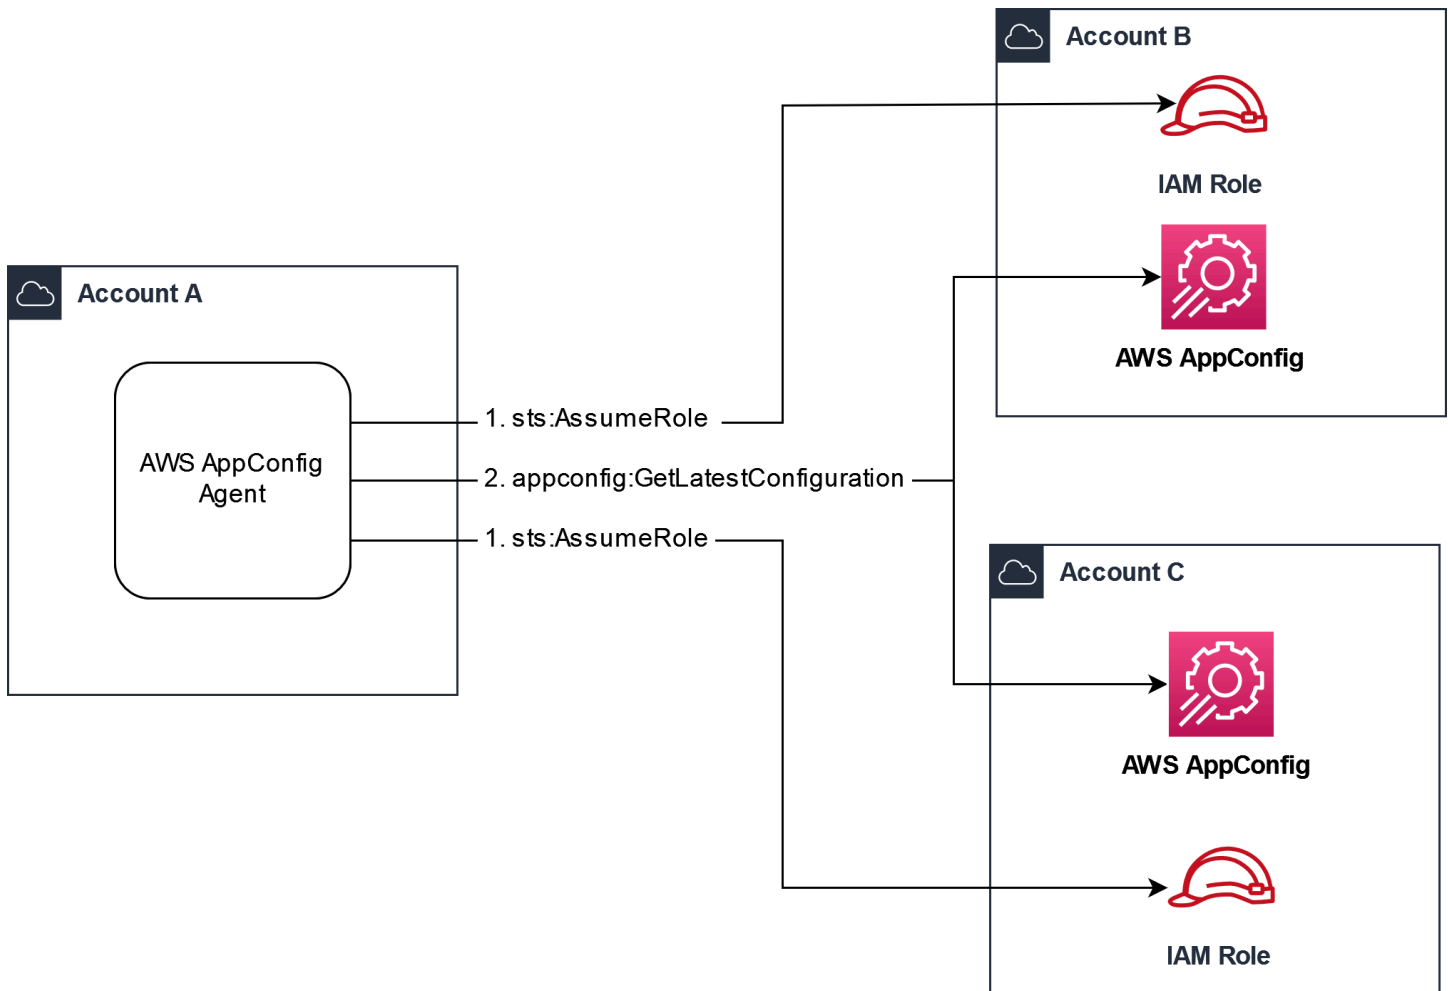 Account B
IAM Role
AWS AppConfig
Account A
AWS AppConfig
Agent
1. sts:AssumeRole
2. appconfig:GetLatestConfiguration
1. sts:AssumeRole
Account C
AWS AppConfig
IAM Role